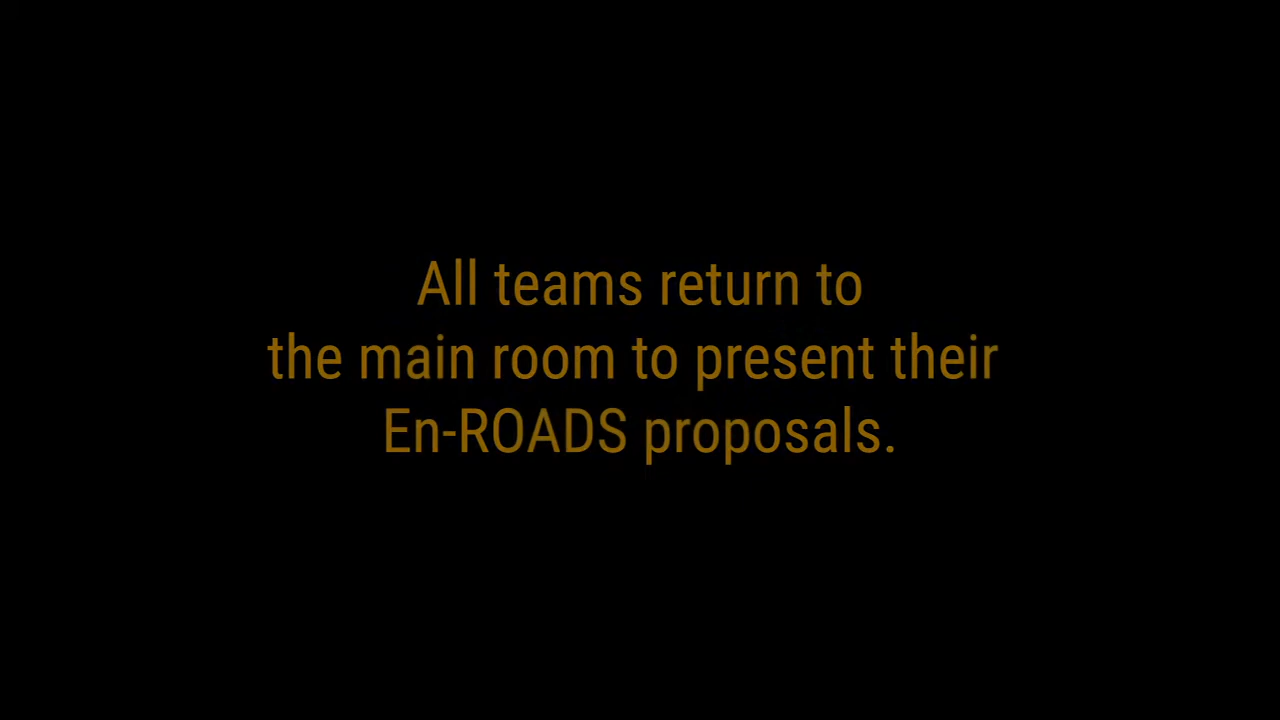 All teams return to
the main room to present their
En-ROADS proposals.